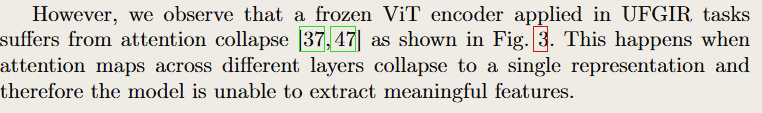 However, we observe that a frozen ViT encoder applied in UFGIR tasks
suffers from attention collapse [37,47] as shown in Fig. 3. This happens when
attention maps across different layers collapse to a single representation and
therefore the model is unable to extract meaningful features.